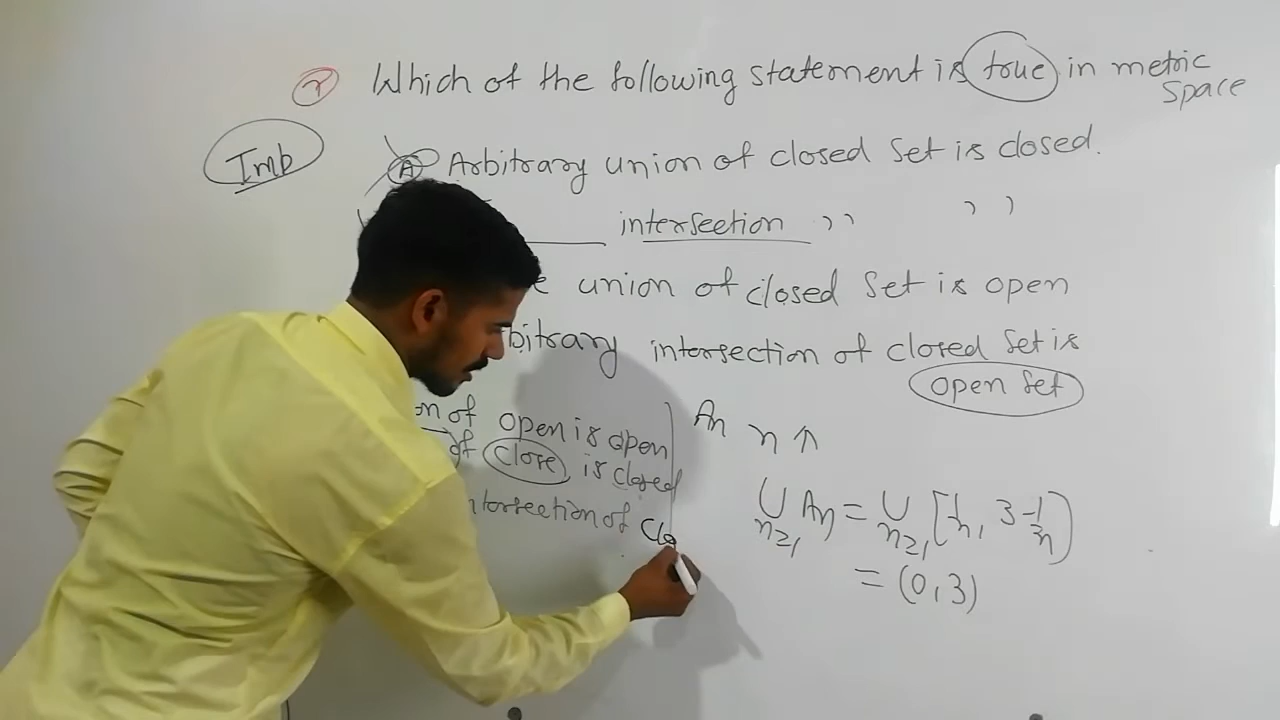 Which of the following statement is true in metric
space
Imb
A Arbitrary union of closed set is closed.
intersection ,, ,,
union of closed set is open
bitrary intersection of closed set is
open set
on of open is open
of close is closed
ntersection of Clo
An n ↑
∪ n≥1 An = ∪ n≥1 [1/n, 3-1/n)
= (0,3)